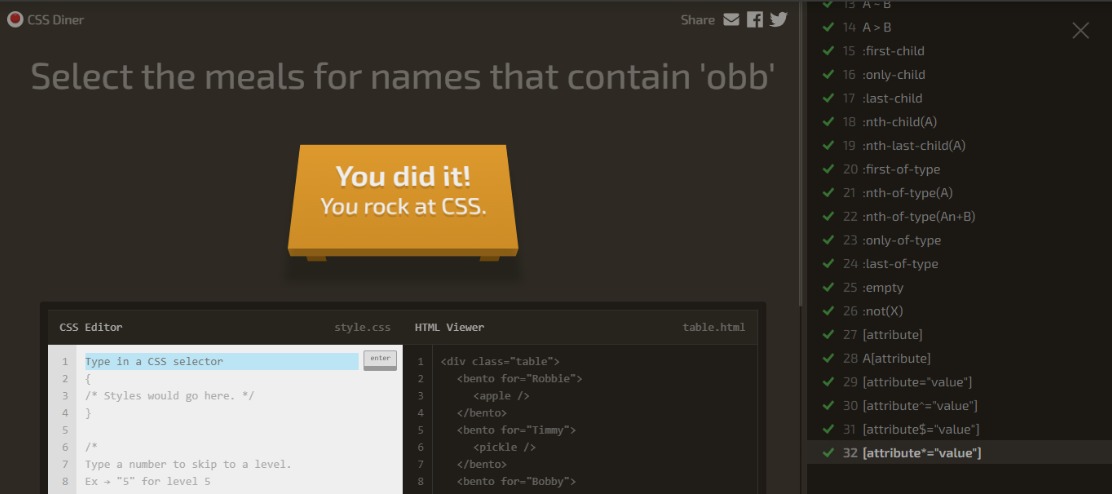 CSS Diner
Share
Select the meals for names that contain 'obb'
You did it!
You rock at CSS.
CSS Editor
style.css
1 Type in a CSS selector
enter
2 {
3 /* Styles would go here. */
4 }
5
6 /*
7 Type a number to skip to a level.
8 Ex → "5" for level 5
HTML Viewer
table.html
1 <div class="table">
2 <bento for="Robbie">
3 <apple />
4 </bento>
5 <bento for="Timmy">
6 <pickle />
7 </bento>
8 <bento for="Bobby">
13 A ~ B
14 A > B
15 :first-child
16 :only-child
17 :last-child
18 :nth-child(A)
19 :nth-last-child(A)
20 :first-of-type
21 :nth-of-type(A)
22 :nth-of-type(An+B)
23 :only-of-type
24 :last-of-type
25 :empty
26 :not(X)
27 [attribute]
28 A[attribute]
29 [attribute="value"]
30 [attribute^="value"]
31 [attribute$="value"]
32 [attribute*="value"]